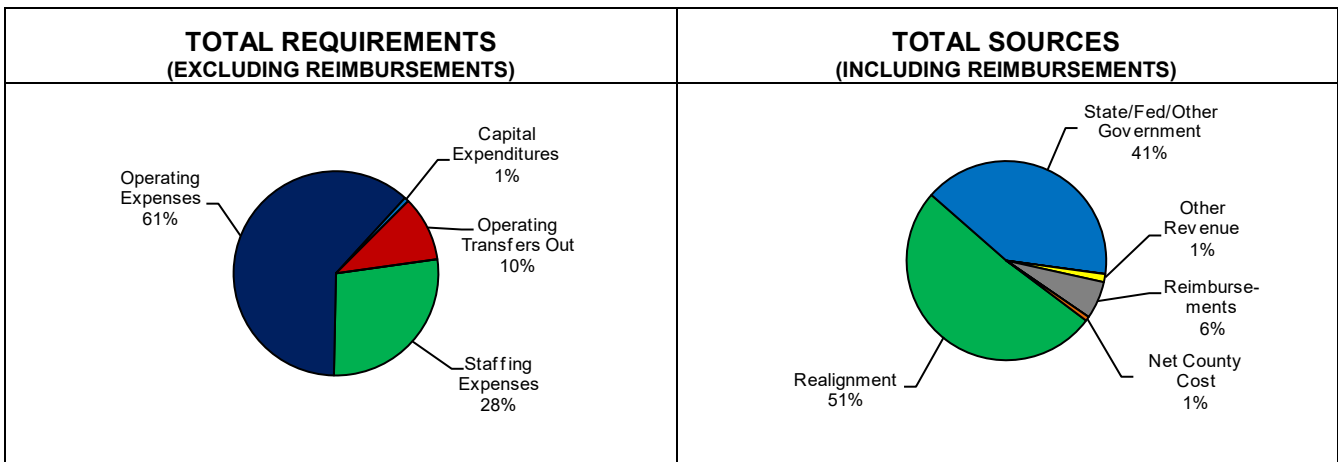 TOTAL REQUIREMENTS
(EXCLUDING REIMBURSEMENTS)
Capital
Expenditures
1%
Operating
Expenses
61%
Operating
Transfers Out
10%
Staffing
Expenses
28%
TOTAL SOURCES
(INCLUDING REIMBURSEMENTS)
State/Fed/Other
Government
41%
Other
Revenue
1%
Reimburse-
ments
6%
Net County
Cost
1%
Realignment
51%